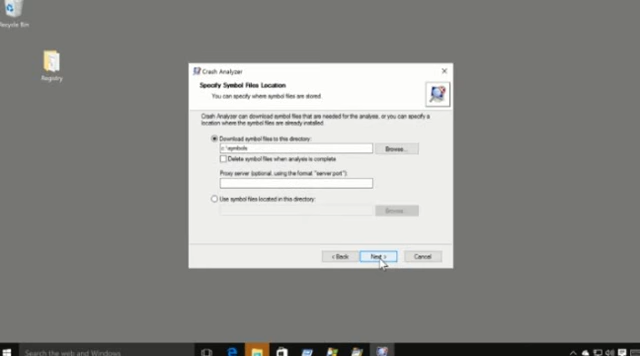 Recycle Bin
Registry
Crash Analyzer
Specify Symbol Files Location
You can specify where symbol files are stored.
Crash Analyzer can download symbol files that are needed for the analysis, or you can specify a
location where the symbol files are already installed
Download symbol files to this directory:
c:\symbols
Browse...
Delete symbol files when analysis is complete
Proxy server (optional, using the format "server:port"):
Use symbol files located in this directory:
Browse...
< Back
Next >
Cancel
Search the web and Windows